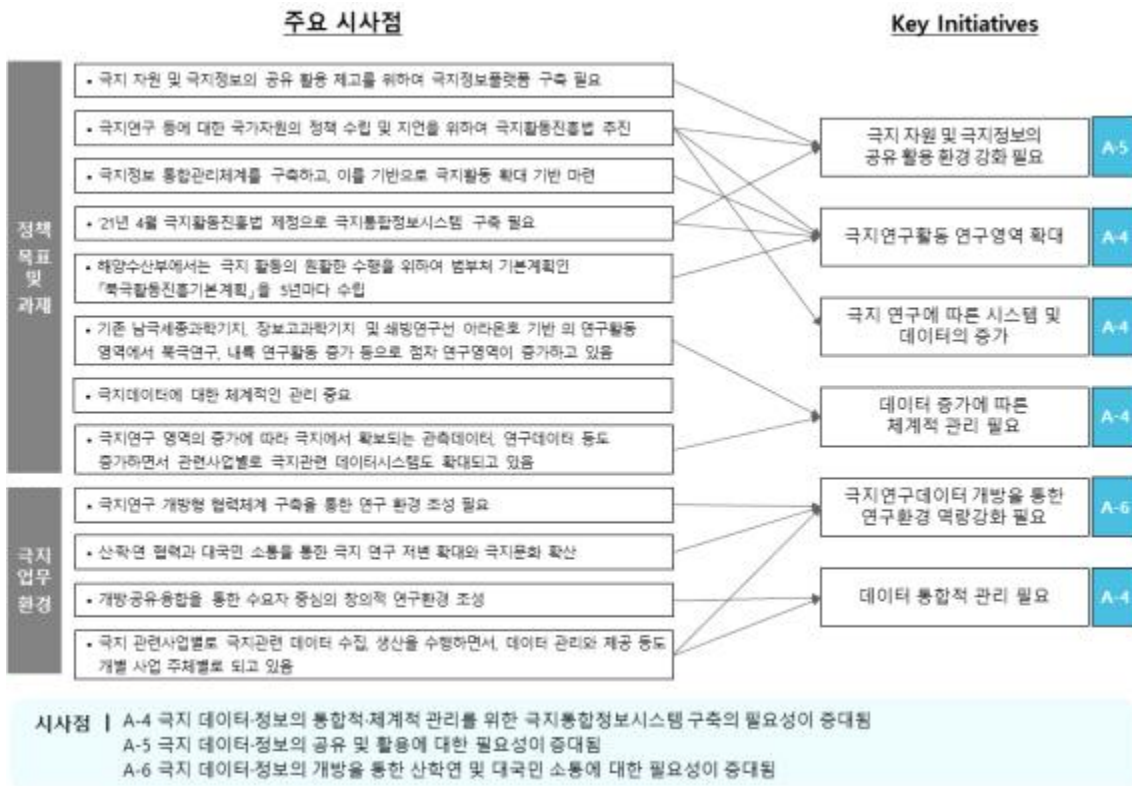 주요 시사점
Key Initiatives
정책
목표
및
과제
• 극지 자원 및 극지정보의 공유 활용 제고를 위하여 극지정보플랫폼 구축 필요
• 극지연구 등에 대한 국가자원의 정책 수립 및 지언을 위하여 극지활동진흥법 추진
• 극지정보 통합관리체계를 구축하고, 이를 기반으로 극지활동 확대 기반 마련
• '21년 4월 극지활동진흥법 제정으로 극지통합정보시스템 구축 필요
• 해양수산부에서는 극지 활동의 원활한 수행을 위하여 범부처 기본계획인
「북극활동진흥기본계획」을 5년마다 수립
• 기존 남극세종과학기지, 장보고과학기지 및 쇄빙연구선 아라온호 기반 의 연구활동
영역에서 북극연구, 내륙 연구활동 증가 등으로 점차 연구영역이 증가하고 있음
• 극지데이터에 대한 체계적인 관리 중요
• 극지연구 영역의 증가에 따라 극지에서 확보되는 관측데이터, 연구데이터 등도
증가하면서 관련사업별로 극지관련 데이터시스템도 확대되고 있음
극지
업무
환경
• 극지연구 개방형 협력체계 구축을 통한 연구 환경 조성 필요
• 산·학·연 협력과 대국민 소통을 통한 극지 연구 저변 확대와 극지문화 확산
• 개방·공유·융합을 통한 수요자 중심의 창의적 연구환경 조성
• 극지 관련사업별로 극지관련 데이터 수집, 생산을 수행하면서, 데이터 관리와 제공 등도
개별 사업 주체별로 되고 있음
극지 자원 및 극지정보의
공유 활용 환경 강화 필요
A-5
극지연구활동 연구영역 확대
A-4
극지 연구에 따른 시스템 및
데이터의 증가
A-4
데이터 증가에 따른
체계적 관리 필요
A-4
극지연구데이터 개방을 통한
연구환경 역량강화 필요
A-6
데이터 통합적 관리 필요
A-4
시사점 | A-4 극지 데이터·정보의 통합적·체계적 관리를 위한 극지통합정보시스템 구축의 필요성이 증대됨
A-5 극지 데이터·정보의 공유 및 활용에 대한 필요성이 증대됨
A-6 극지 데이터·정보의 개방을 통한 산학연 및 대국민 소통에 대한 필요성이 증대됨